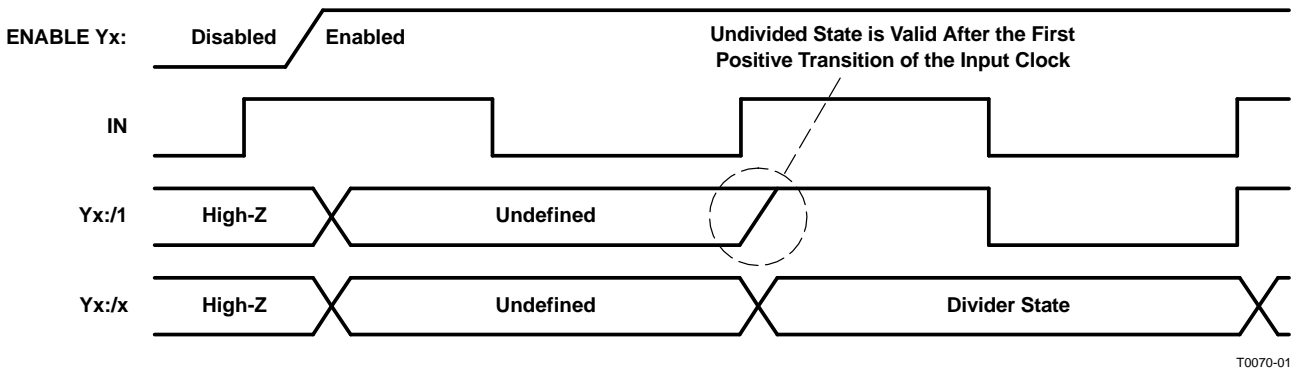 ENABLE Yx: Disabled Enabled
Undivided State is Valid After the First
Positive Transition of the Input Clock
IN
Yx:/1 High-Z Undefined
Yx:/x High-Z Undefined Divider State
T0070-01